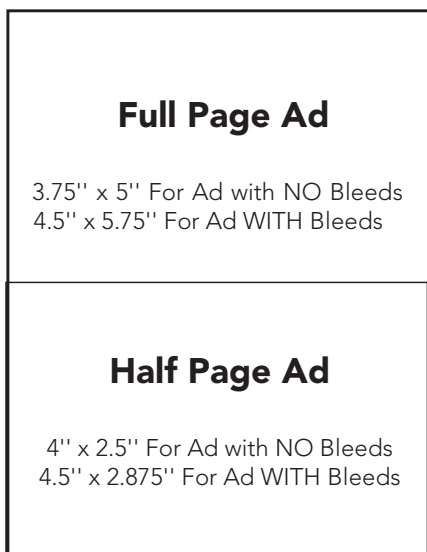 Full Page Ad
3.75'' x 5'' For Ad with NO Bleeds
4.5'' x 5.75'' For Ad WITH Bleeds
Half Page Ad
4'' x 2.5'' For Ad with NO Bleeds
4.5'' x 2.875'' For Ad WITH Bleeds